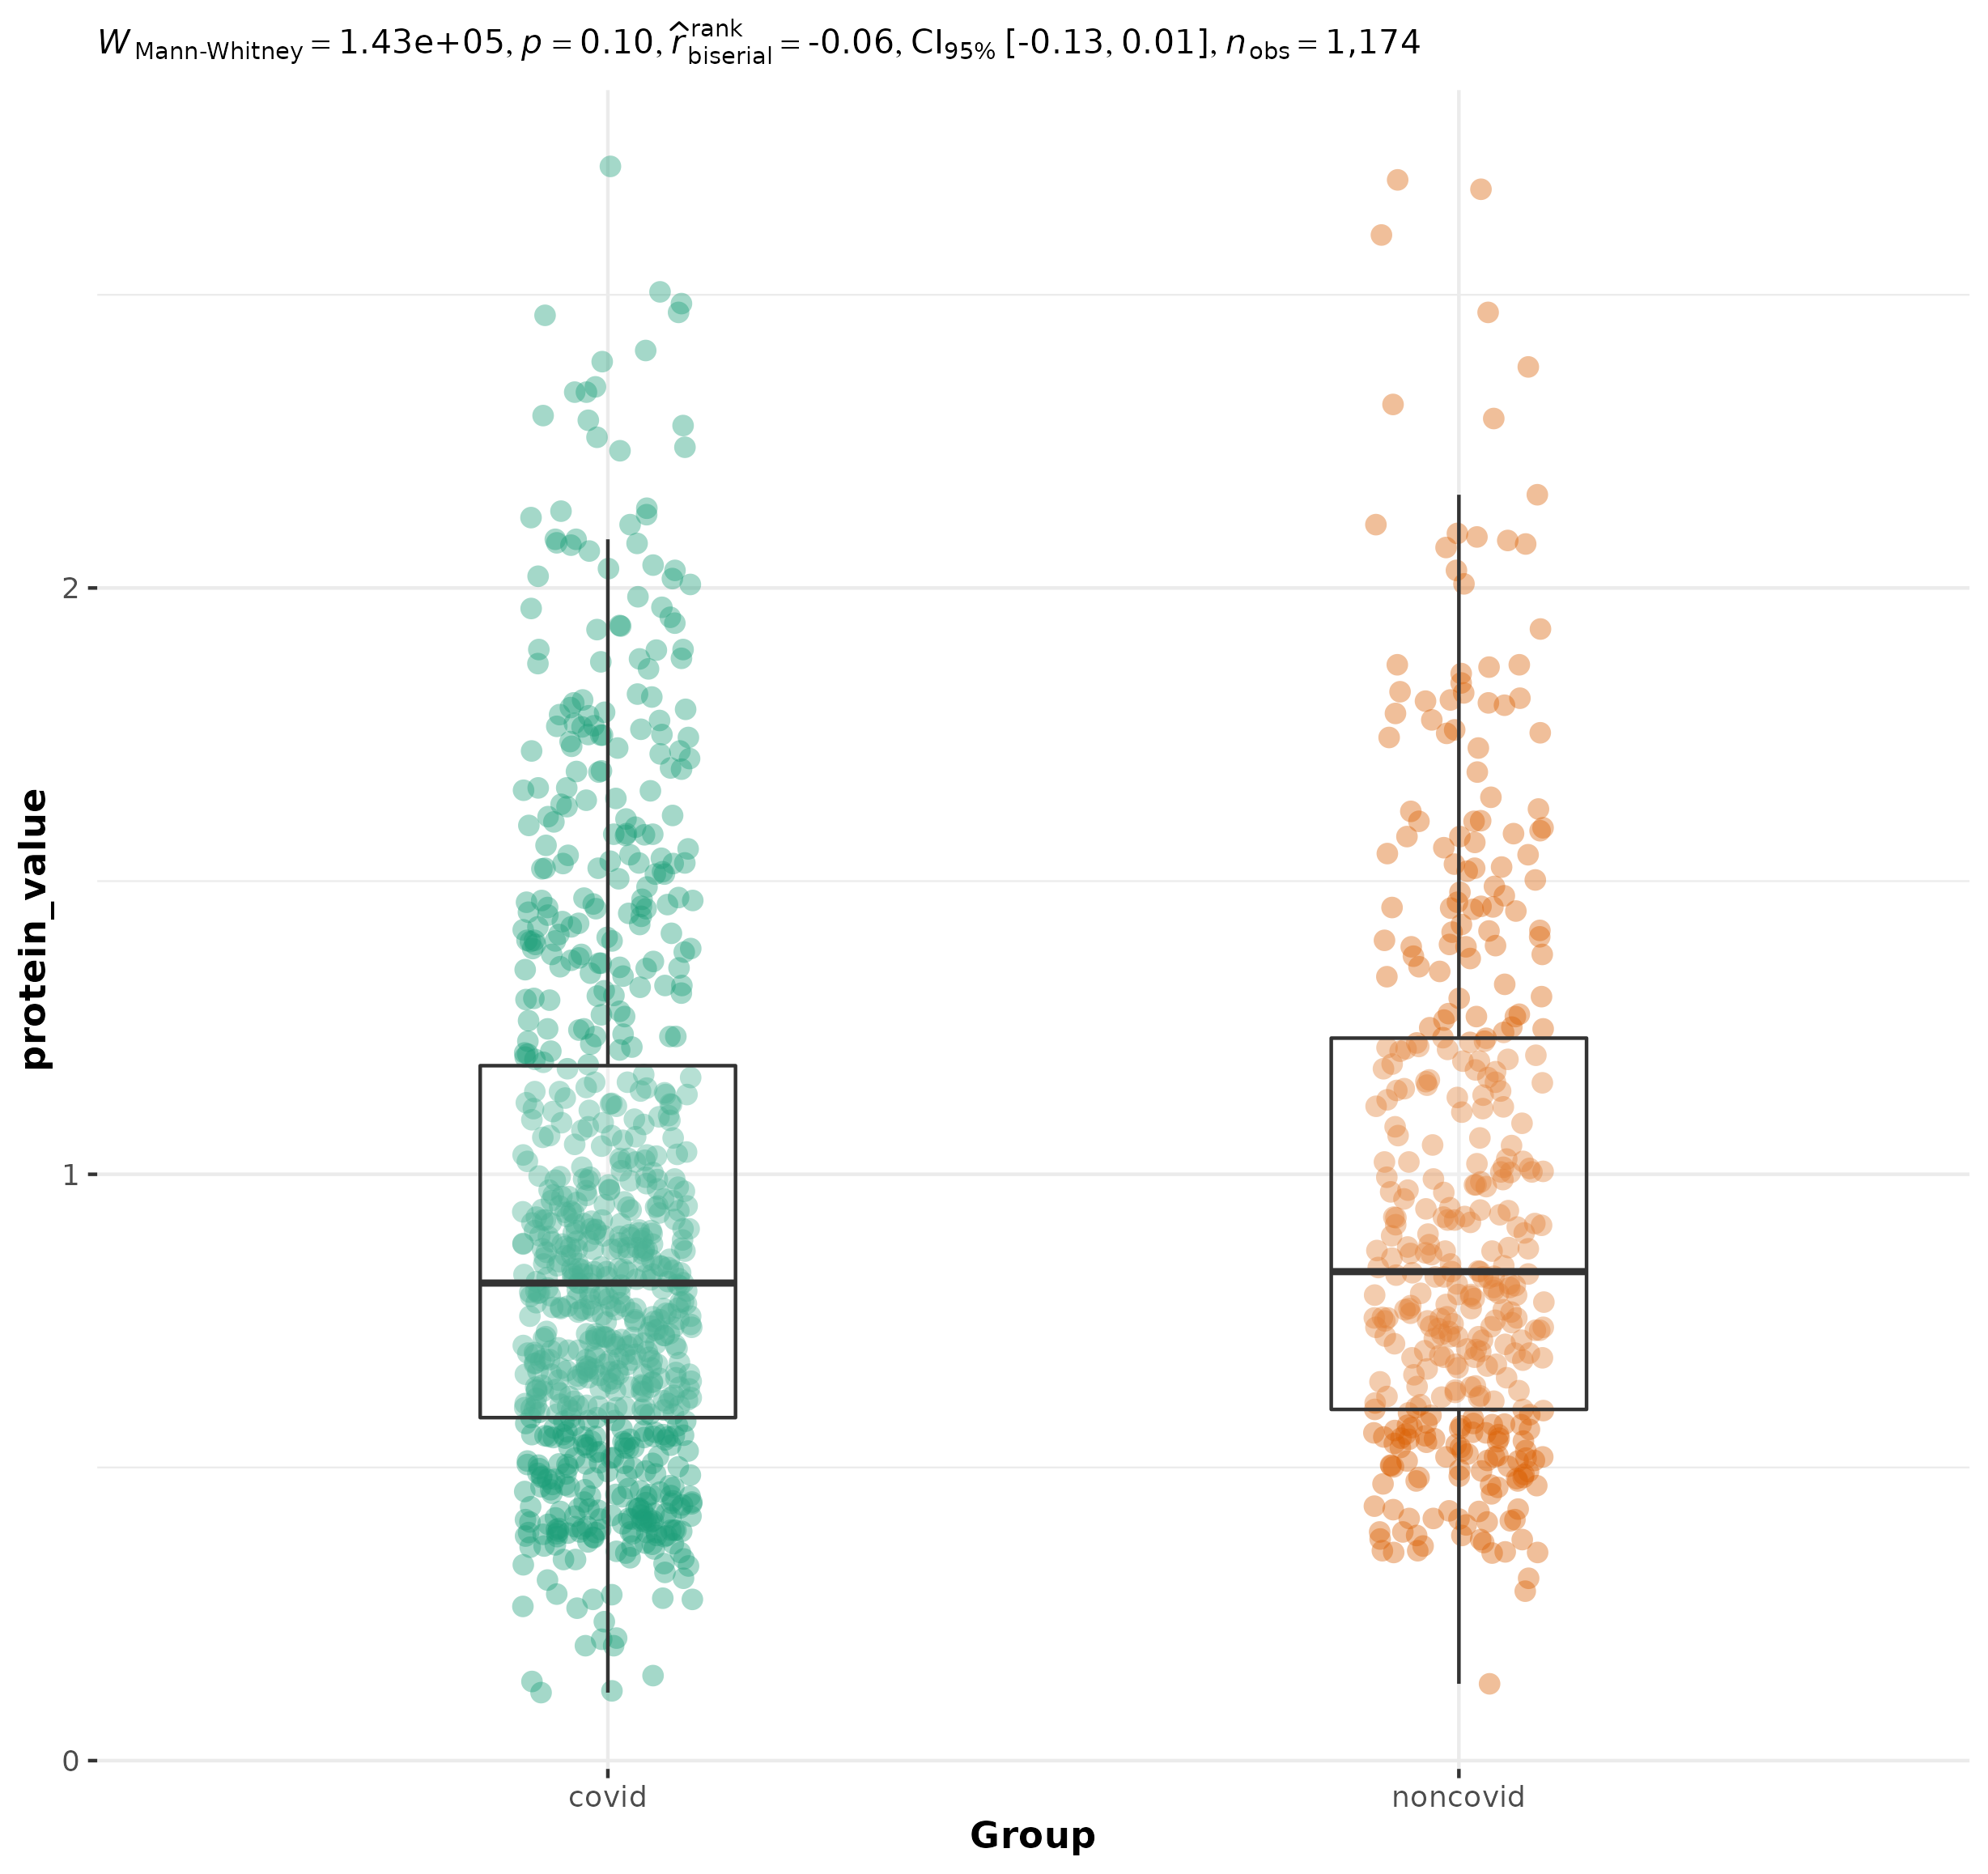 W Mann-Whitney = 1.43e+05, p = 0.10, r̂ rank biserial = -0.06, CI95% [-0.13, 0.01], nobs = 1,174
protein_value
2
1
0
covid noncovid
Group